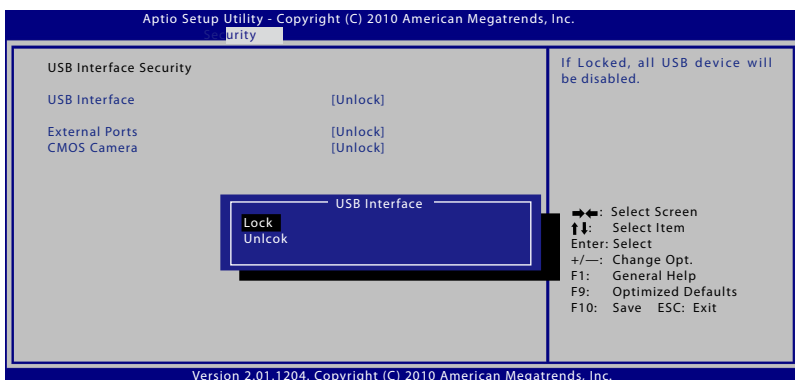 Aptio Setup Utility - Copyright (C) 2010 American Megatrends, Inc.
Security
USB Interface Security
USB Interface [Unlock]
External Ports [Unlock]
CMOS Camera [Unlock]
If Locked, all USB device will
be disabled.
USB Interface
Lock
Unlcok
→←: Select Screen
↑↓: Select Item
Enter: Select
+/—: Change Opt.
F1: General Help
F9: Optimized Defaults
F10: Save ESC: Exit
Version 2.01.1204. Copyright (C) 2010 American Megatrends, Inc.